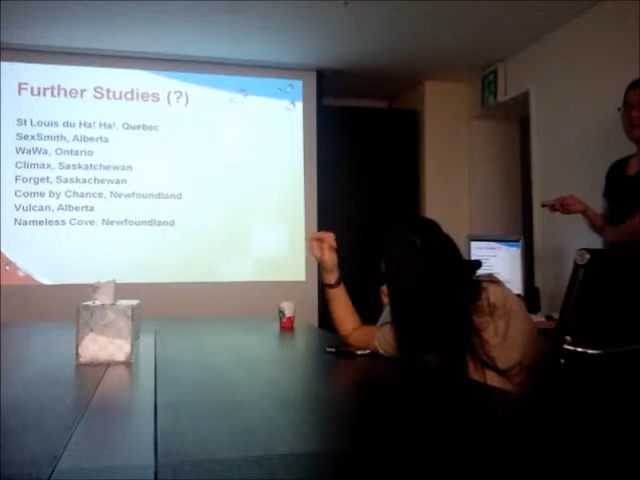 Further Studies (?)
St Louis du Ha! Ha!, Quebec
SexSmith, Alberta
WaWa, Ontario
Climax, Saskatchewan
Forget, Saskachewan
Come by Chance, Newfoundland
Vulcan, Alberta
Nameless Cove, Newfoundland